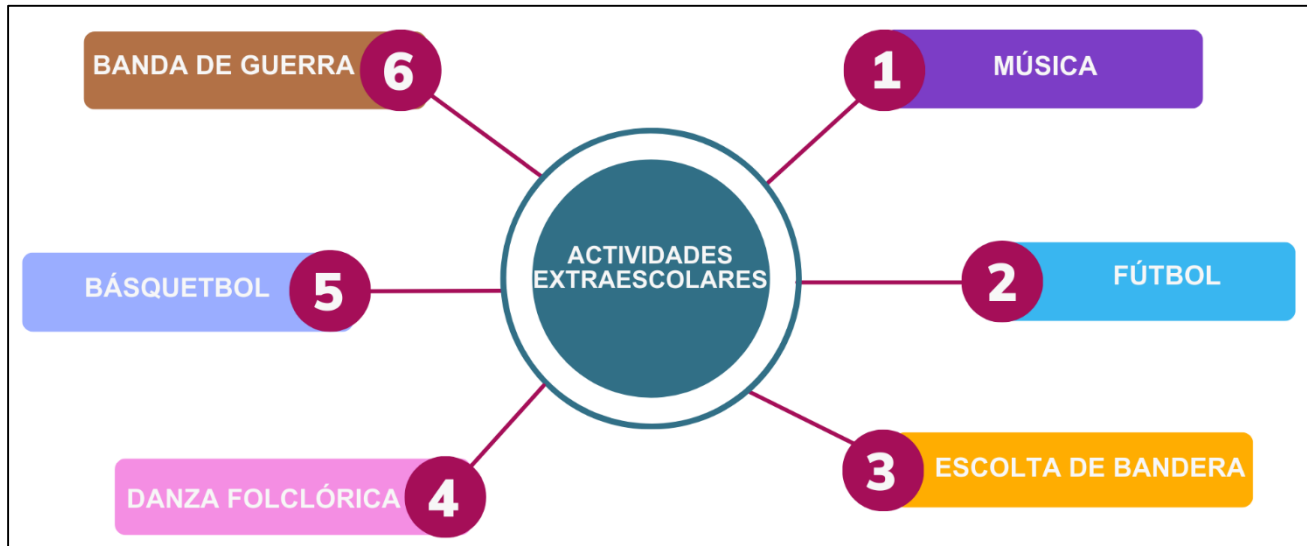 ACTIVIDADES
EXTRAESCOLARES
1
MÚSICA
2
FÚTBOL
3
ESCOLTA DE BANDERA
4
DANZA FOLCLÓRICA
5
BÁSQUETBOL
6
BANDA DE GUERRA